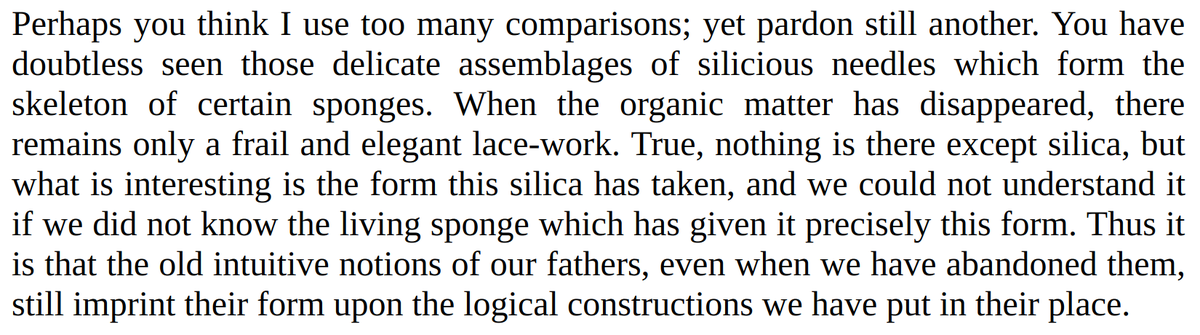 Perhaps you think I use too many comparisons; yet pardon still another. You have
doubtless seen those delicate assemblages of silicious needles which form the
skeleton of certain sponges. When the organic matter has disappeared, there
remains only a frail and elegant lace-work. True, nothing is there except silica, but
what is interesting is the form this silica has taken, and we could not understand it
if we did not know the living sponge which has given it precisely this form. Thus it
is that the old intuitive notions of our fathers, even when we have abandoned them,
still imprint their form upon the logical constructions we have put in their place.